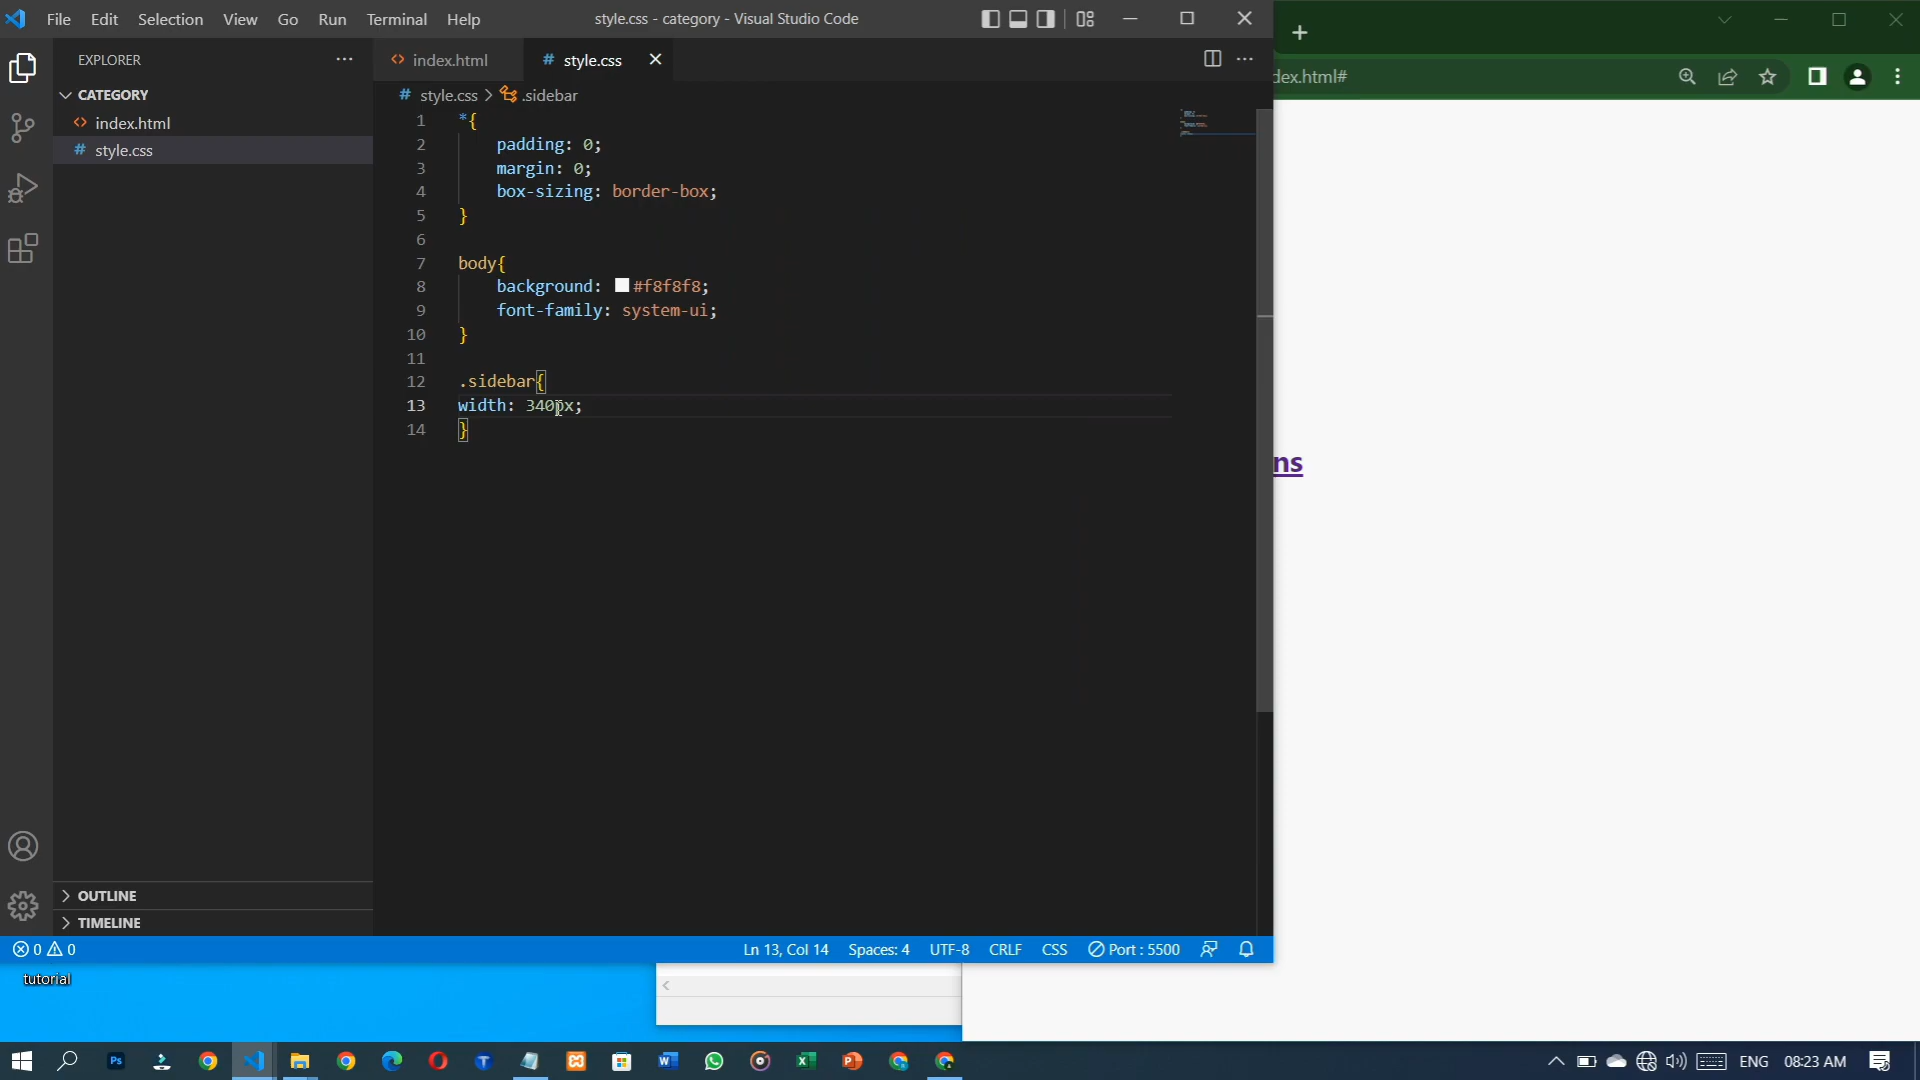 File Edit Selection View Go Run Terminal Help
style.css - category - Visual Studio Code
EXPLORER
index.html
style.css
dex.html#
CATEGORY
style.css > .sidebar
index.html
style.css
1 *{
2 padding: 0;
3 margin: 0;
4 box-sizing: border-box;
5 }
6
7 body{
8 background: #f8f8f8;
9 font-family: system-ui;
10 }
11
12 .sidebar{
13 width: 340px;
14 }
ns
OUTLINE
TIMELINE
0 0
Ln 13, Col 14 Spaces: 4 UTF-8 CRLF CSS Port : 5500
tutorial
ENG 08:23 AM